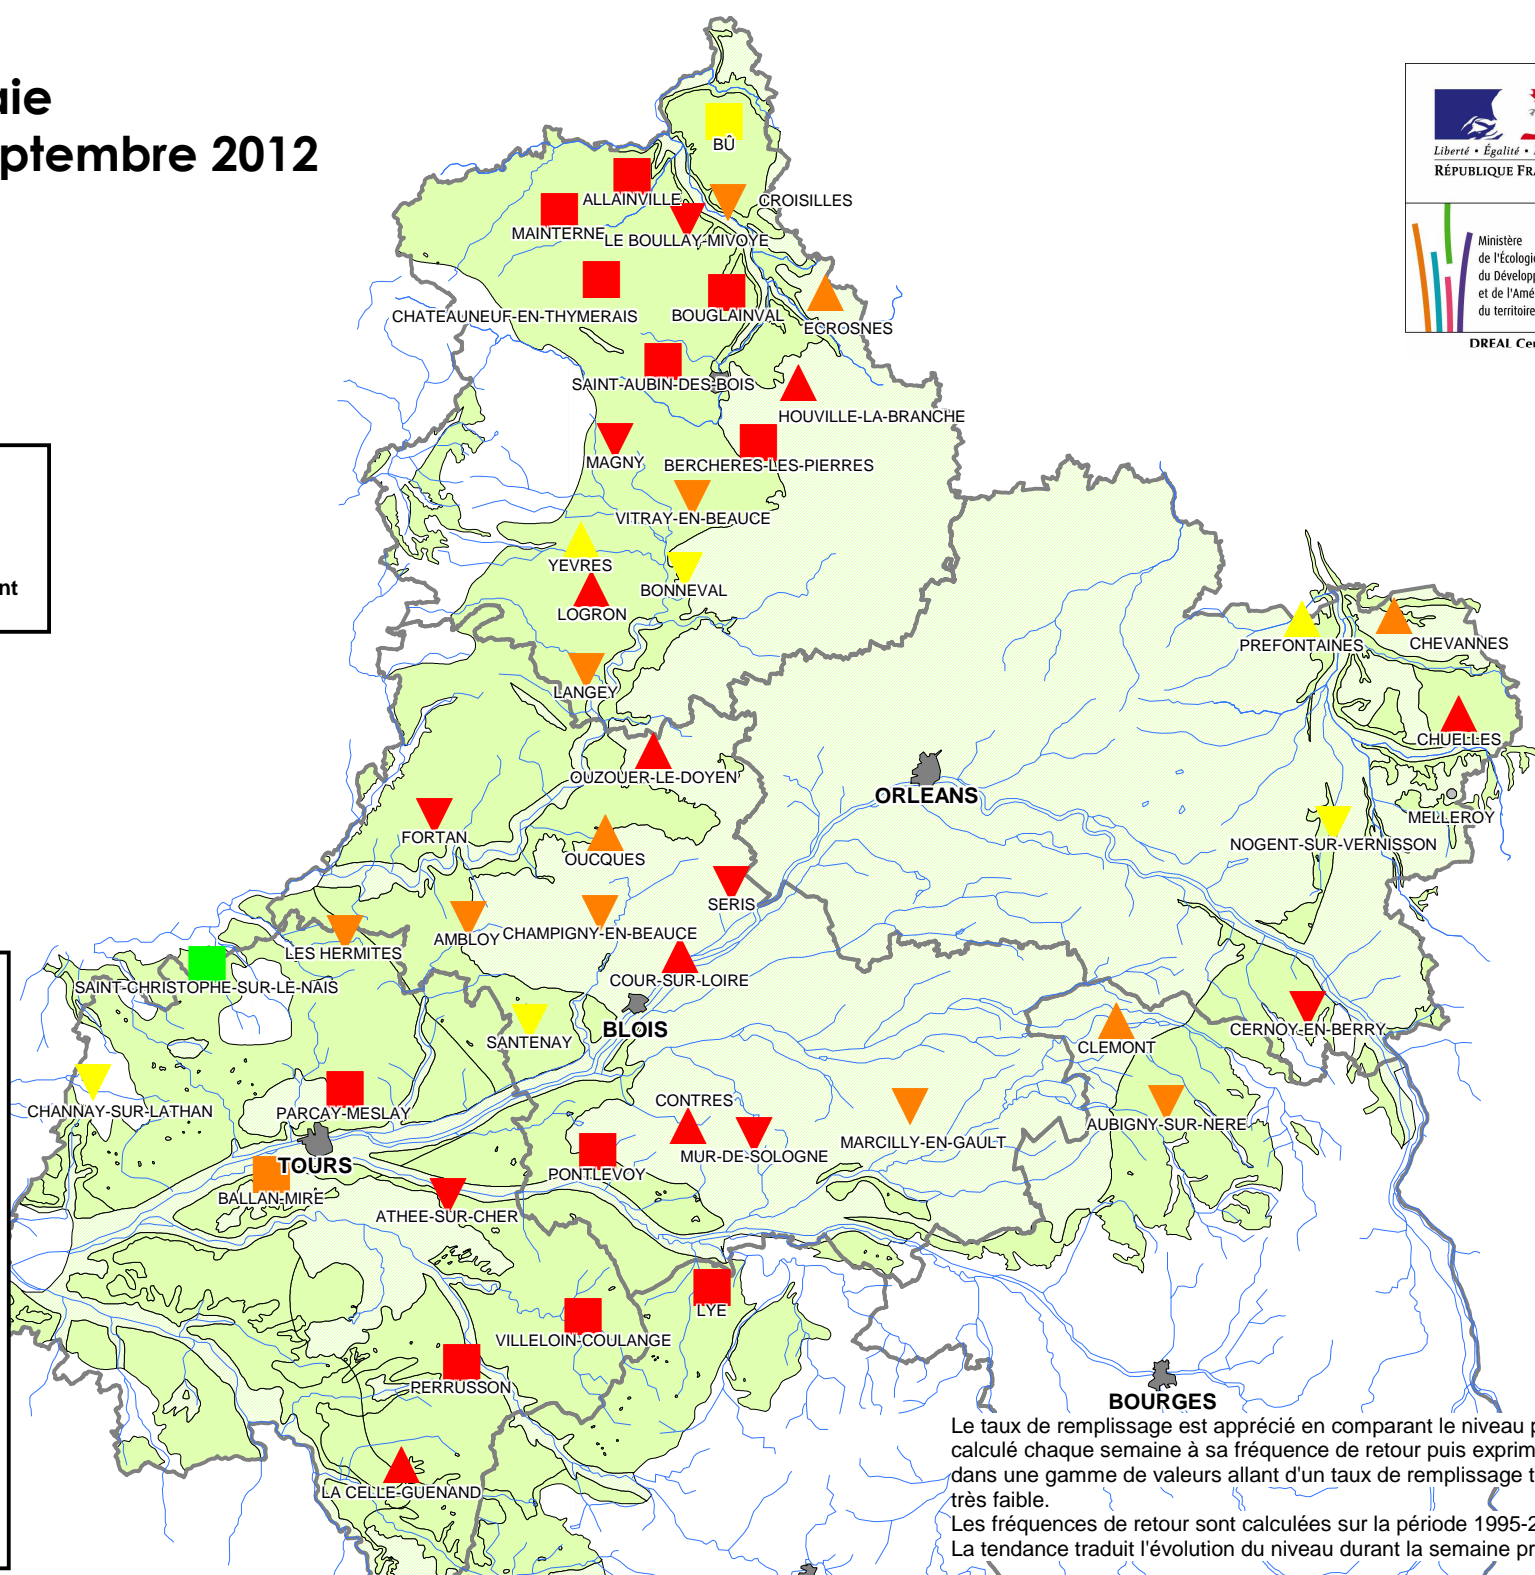 aie
ptembre 2012
Liberté • Égalité •
RÉPUBLIQUE FRA
Ministère
de l'Écologie
du Dévelop
et de l'Amé
du territoire
DREAL Cen
nt
BÛ
ALLAINVILLE
CROISILLES
MAINTERNE
LE BOULLAY-MIVOYE
CHATEAUNEUF-EN-THYMERAIS
BOUGLAINVAL
ECROSNES
SAINT-AUBIN-DES-BOIS
HOUVILLE-LA-BRANCHE
MAGNY
BERCHERES-LES-PIERRES
VITRAY-EN-BEAUCE
YEVRES
BONNEVAL
LOGRON
PREFONTAINES
CHEVANNES
LANGEY
CHUELLES
OUZOUER-LE-DOYEN
ORLEANS
MELLEROY
FORTAN
OUCQUES
NOGENT-SUR-VERNISSON
SERIS
AMBLOY
CHAMPIGNY-EN-BEAUCE
LES HERMITES
COUR-SUR-LOIRE
SAINT-CHRISTOPHE-SUR-LE-NAIS
BLOIS
SANTENAY
CERNOY-EN-BERRY
CLEMONT
CHANNAY-SUR-LATHAN
PARCAY-MESLAY
CONTRES
AUBIGNY-SUR-NERE
MARCILLY-EN-GAULT
MUR-DE-SOLOGNE
TOURS
PONTLEVOY
BALLAN-MIRE
ATHEE-SUR-CHER
LYE
VILLELOIN-COULANGE
PERRUSSON
BOURGES
LA CELLE-GUENAND
Le taux de remplissage est apprécié en comparant le niveau p
calculé chaque semaine à sa fréquence de retour puis exprim
dans une gamme de valeurs allant d'un taux de remplissage t
très faible.
Les fréquences de retour sont calculées sur la période 1995-2
La tendance traduit l'évolution du niveau durant la semaine pr